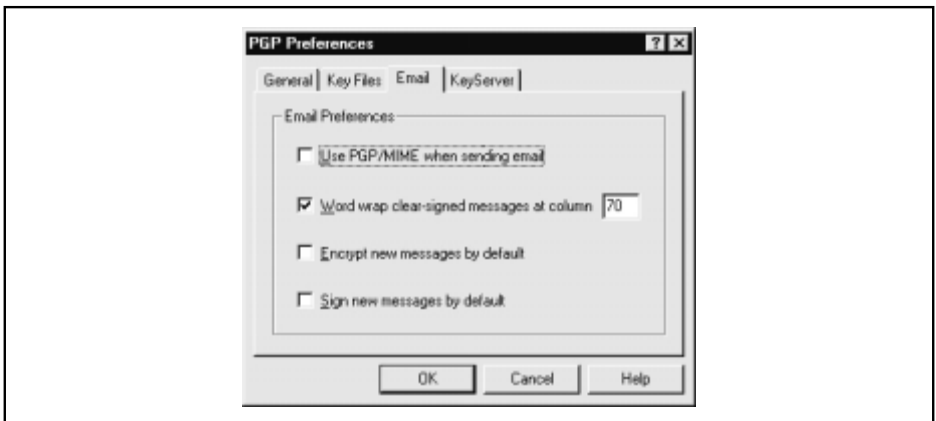 PGP Preferences
General Key Files Email KeyServer
Email Preferences
Use PGP/MIME when sending email
Word wrap clear-signed messages at column 70
Encrypt new messages by default
Sign new messages by default
OK Cancel Help